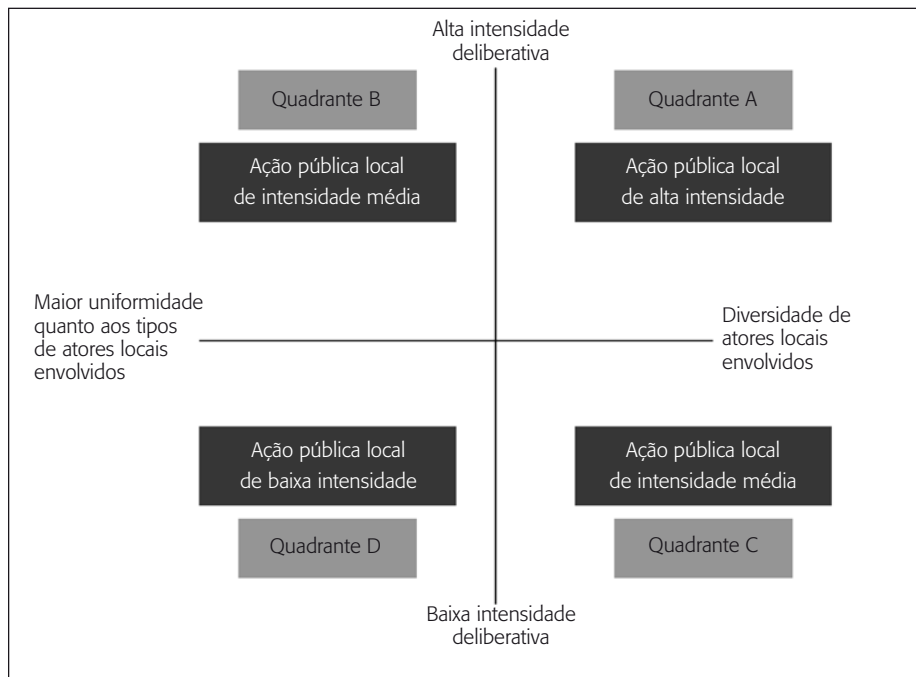 Alta intensidade
deliberativa
Quadrante B
Quadrante A
Ação pública local
de intensidade média
Ação pública local
de alta intensidade
Maior uniformidade
quanto aos tipos
de atores locais
envolvidos
Diversidade de
atores locais
envolvidos
Ação pública local
de baixa intensidade
Ação pública local
de intensidade média
Quadrante D
Quadrante C
Baixa intensidade
deliberativa